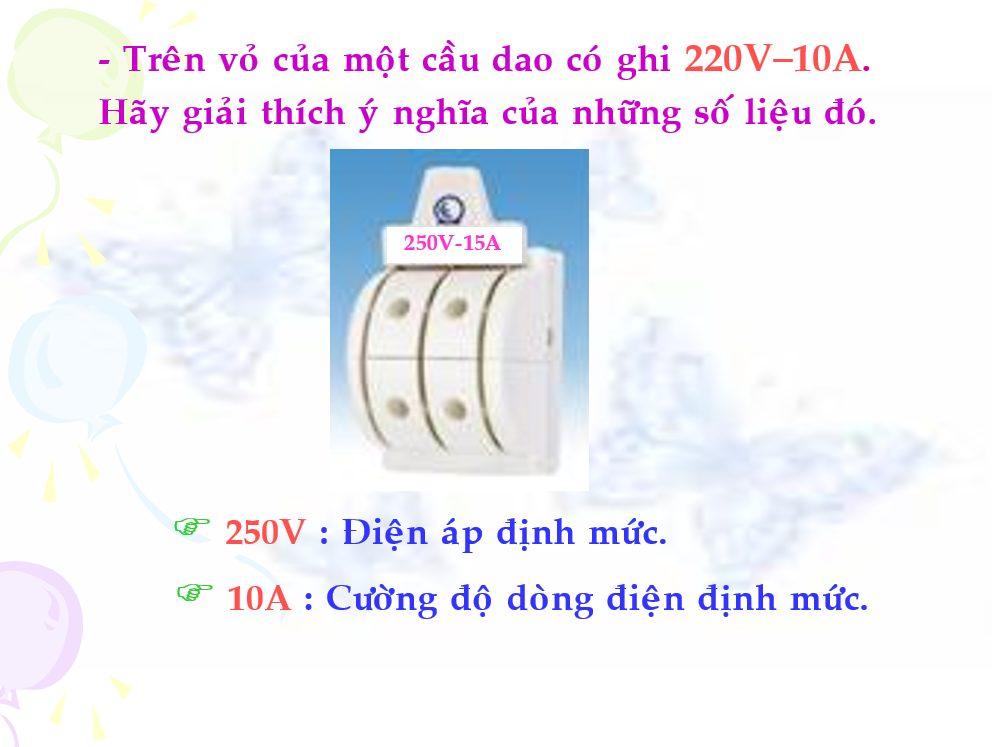 - Trên vỏ của một cầu dao có ghi 220V–10A.
Hãy giải thích ý nghĩa của những số liệu đó.
250V-15A
☞ 250V : Điện áp định mức.
☞ 10A : Cường độ dòng điện định mức.